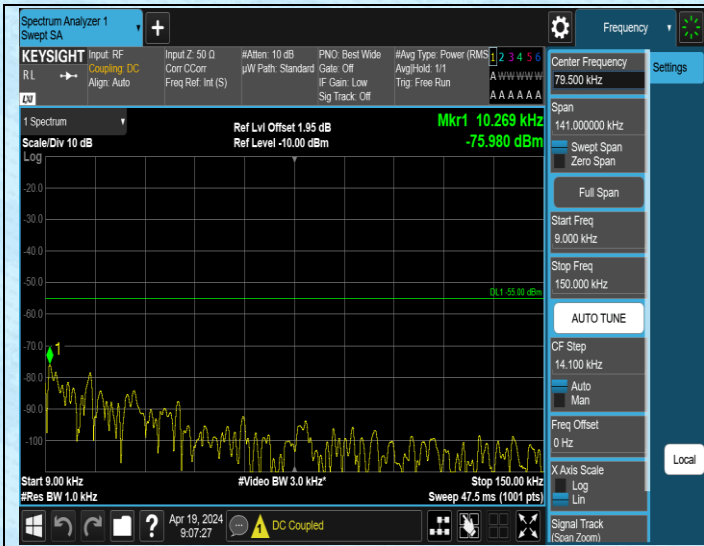 Spectrum Analyzer 1
Swept SA
+
Frequency
KEYSIGHT
RL
LXI
Input: RF
Coupling: DC
Align: Auto
Input Z: 50 Ω
Corr CCorr
Freq Ref: Int (S)
#Atten: 10 dB
µW Path: Standard
PNO: Best Wide
Gate: Off
IF Gain: Low
Sig Track: Off
#Avg Type: Power (RMS
Avg|Hold: 1/1
Trig: Free Run
1 2 3 4 5 6
A W W W W W
A A A A A A
1 Spectrum
Scale/Div 10 dB
Log
Ref Lvl Offset 1.95 dB
Ref Level -10.00 dBm
Mkr1 10.269 kHz
-75.980 dBm
-20.0
-30.0
-40.0
-50.0
-60.0
-70.0
-80.0
-90.0
-100
DL1 -55.00 dBm
1
Start 9.00 kHz
#Res BW 1.0 kHz
#Video BW 3.0 kHz*
Stop 150.00 kHz
Sweep 47.5 ms (1001 pts)
?
Apr 19, 2024
9:07:27
DC Coupled
Center Frequency
79.500 kHz
Span
141.000000 kHz
Swept Span
Zero Span
Full Span
Start Freq
9.000 kHz
Stop Freq
150.000 kHz
AUTO TUNE
CF Step
14.100 kHz
Auto
Man
Freq Offset
0 Hz
X Axis Scale
Log
Lin
Signal Track
(Span Zoom)
Settings
Local